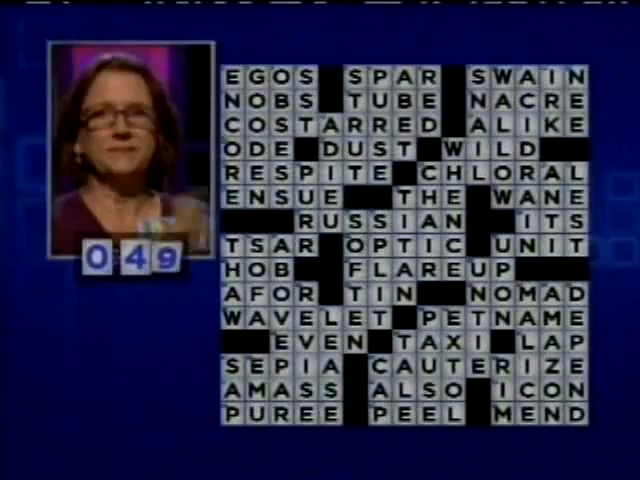 EGOS SPAR SWAIN
NOBS TUBE NACRE
COSTARRED ALIKE
ODE DUST WILD
RESPITE CHLORAL
ENSUE THE WANE
RUSSIAN ITS
TSAR OPTIC UNIT
HOB FLAREUP
AFOR TIN NOMAD
WAVELET PETNAME
EVEN TAXI LAP
SEPIA CAUTERIZE
AMASS ALSO ICON
PUREE PEEL MEND
049